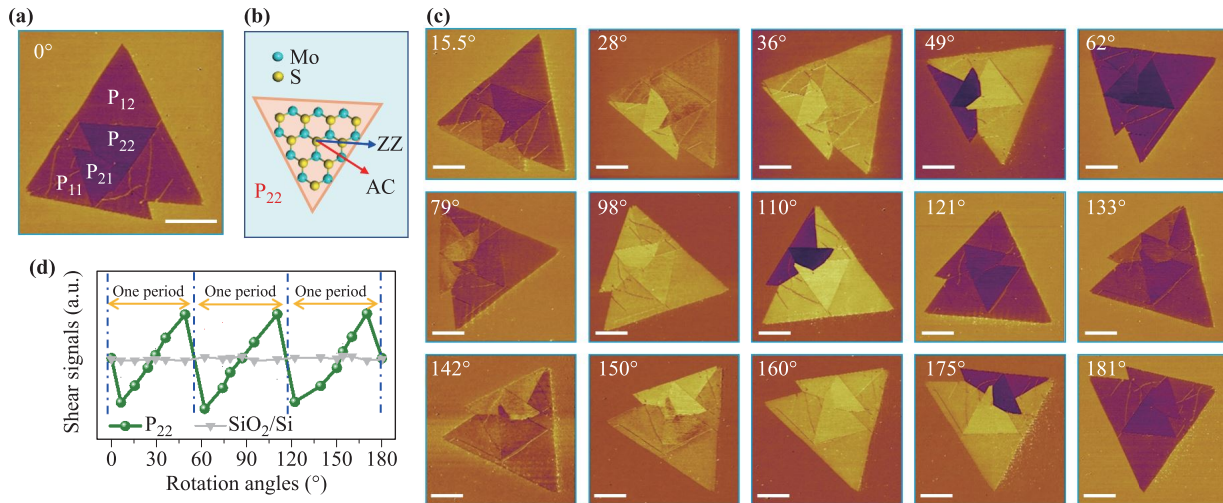 (a)
0°
P₁₂
P₂₂
P₂₁
P₁₁
(b)
Mo
S
ZZ
AC
P₂₂
(c)
15.5°
28°
36°
49°
62°
79°
98°
110°
121°
133°
142°
150°
160°
175°
181°
(d)
One period
One period
One period
Shear signals (a.u.)
P₂₂
SiO₂/Si
0 30 60 90 120 150 180
Rotation angles (°)